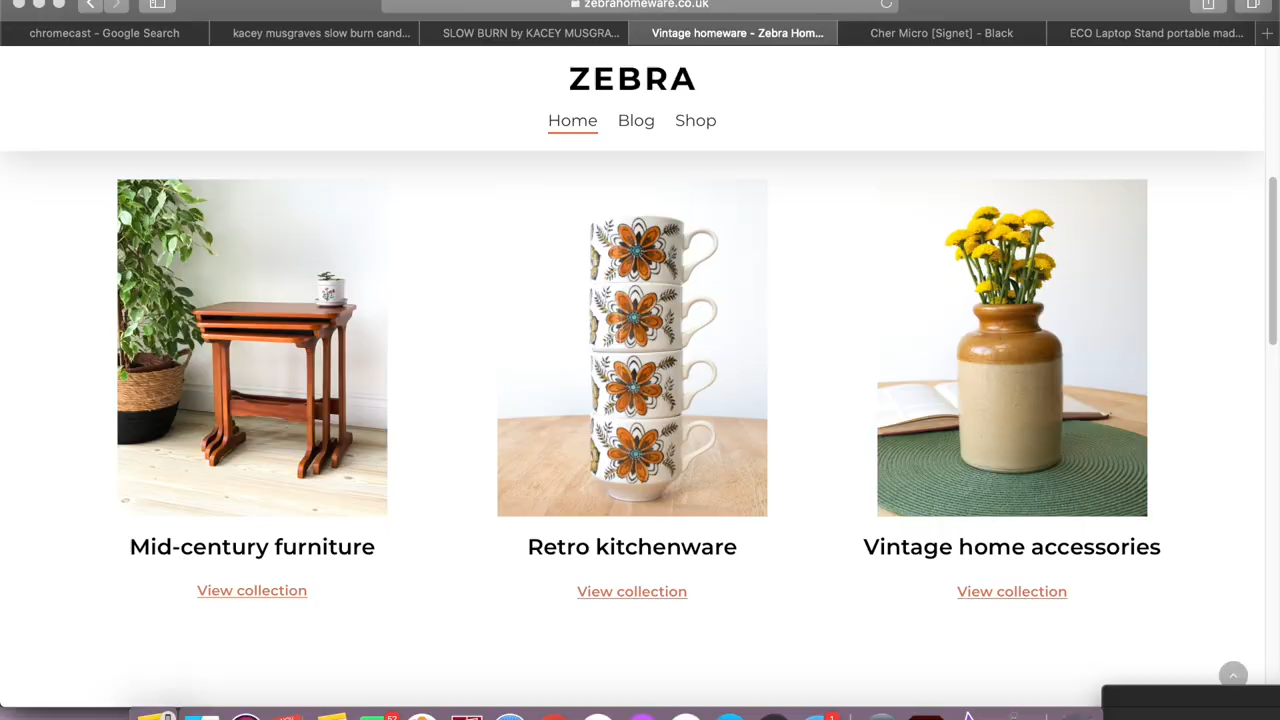 zebrahomeware.co.uk
chromecast - Google Search
kacey musgraves slow burn cand...
SLOW BURN by KACEY MUSGRA...
Vintage homeware - Zebra Hom...
Cher Micro [Signet] - Black
ECO Laptop Stand portable mad...
ZEBRA
Home Blog Shop
Mid-century furniture
Retro kitchenware
Vintage home accessories
View collection
View collection
View collection
52
1